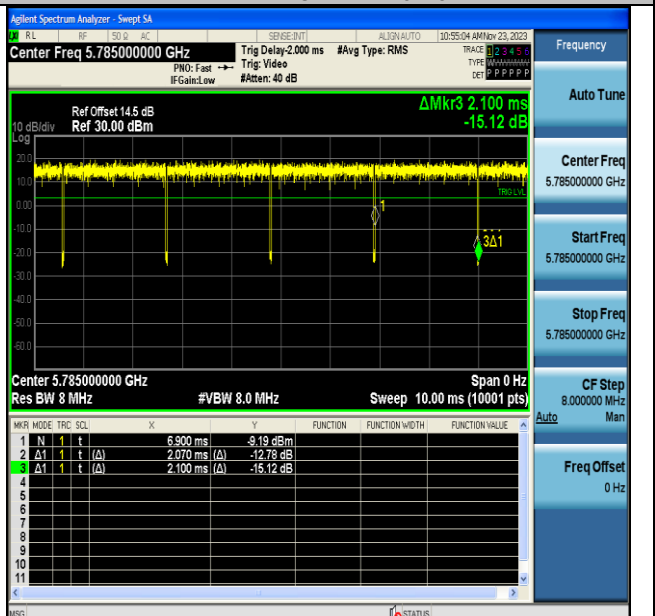 Agilent Spectrum Analyzer - Swept SA
RL RF 50 Ω AC SENSE:INT ALIGN AUTO 10:55:04 AM Nov 23, 2023
Center Freq 5.785000000 GHz Trig Delay-2.000 ms #Avg Type: RMS TRACE 1 2 3 4 5 6
PNO: Fast Trig: Video TYPE
IFGain:Low #Atten: 40 dB DET P P P P P P
Frequency
ΔMkr3 2.100 ms
-15.12 dB
Ref Offset 14.5 dB
10 dB/div Ref 30.00 dBm
Log
20.0
10.0
0.00
-10.0
-20.0
-30.0
-40.0
-50.0
-60.0
TRIG LVL
1
3Δ1
Center 5.785000000 GHz Span 0 Hz
Res BW 8 MHz #VBW 8.0 MHz Sweep 10.00 ms (10001 pts)
MKR MODE TRC SCL X Y FUNCTION FUNCTION WIDTH FUNCTION VALUE
1 N 1 t 6.900 ms -9.19 dBm
2 Δ1 1 t (Δ) 2.070 ms (Δ) -12.78 dB
3 Δ1 1 t (Δ) 2.100 ms (Δ) -15.12 dB
4
5
6
7
8
9
10
11
MSG STATUS
Auto Tune
Center Freq
5.785000000 GHz
Start Freq
5.785000000 GHz
Stop Freq
5.785000000 GHz
CF Step
8.000000 MHz
Auto Man
Freq Offset
0 Hz